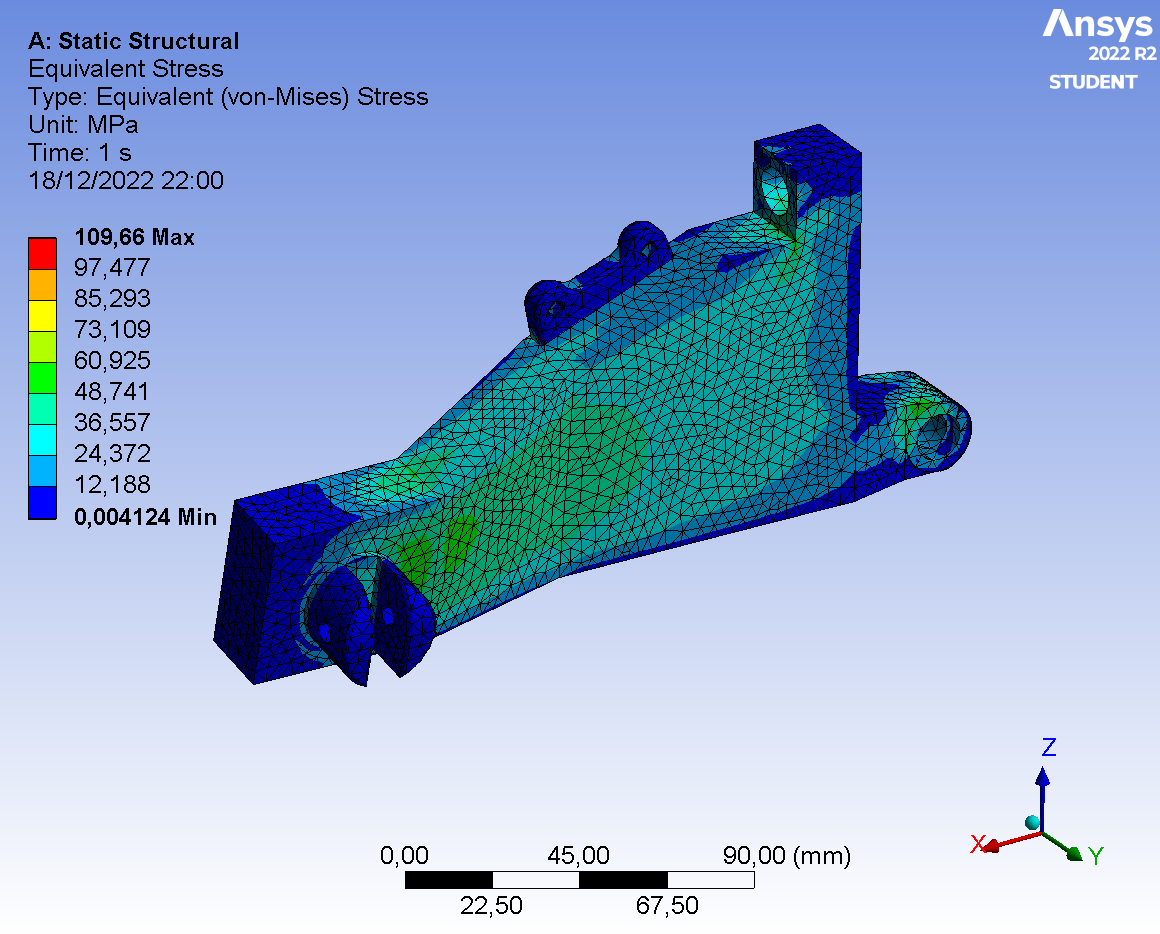 A: Static Structural
Equivalent Stress
Type: Equivalent (von-Mises) Stress
Unit: MPa
Time: 1 s
18/12/2022 22:00
Ansys
2022 R2
STUDENT
109,66 Max
97,477
85,293
73,109
60,925
48,741
36,557
24,372
12,188
0,004124 Min
Z
X
Y
0,00 45,00 90,00 (mm)
22,50 67,50